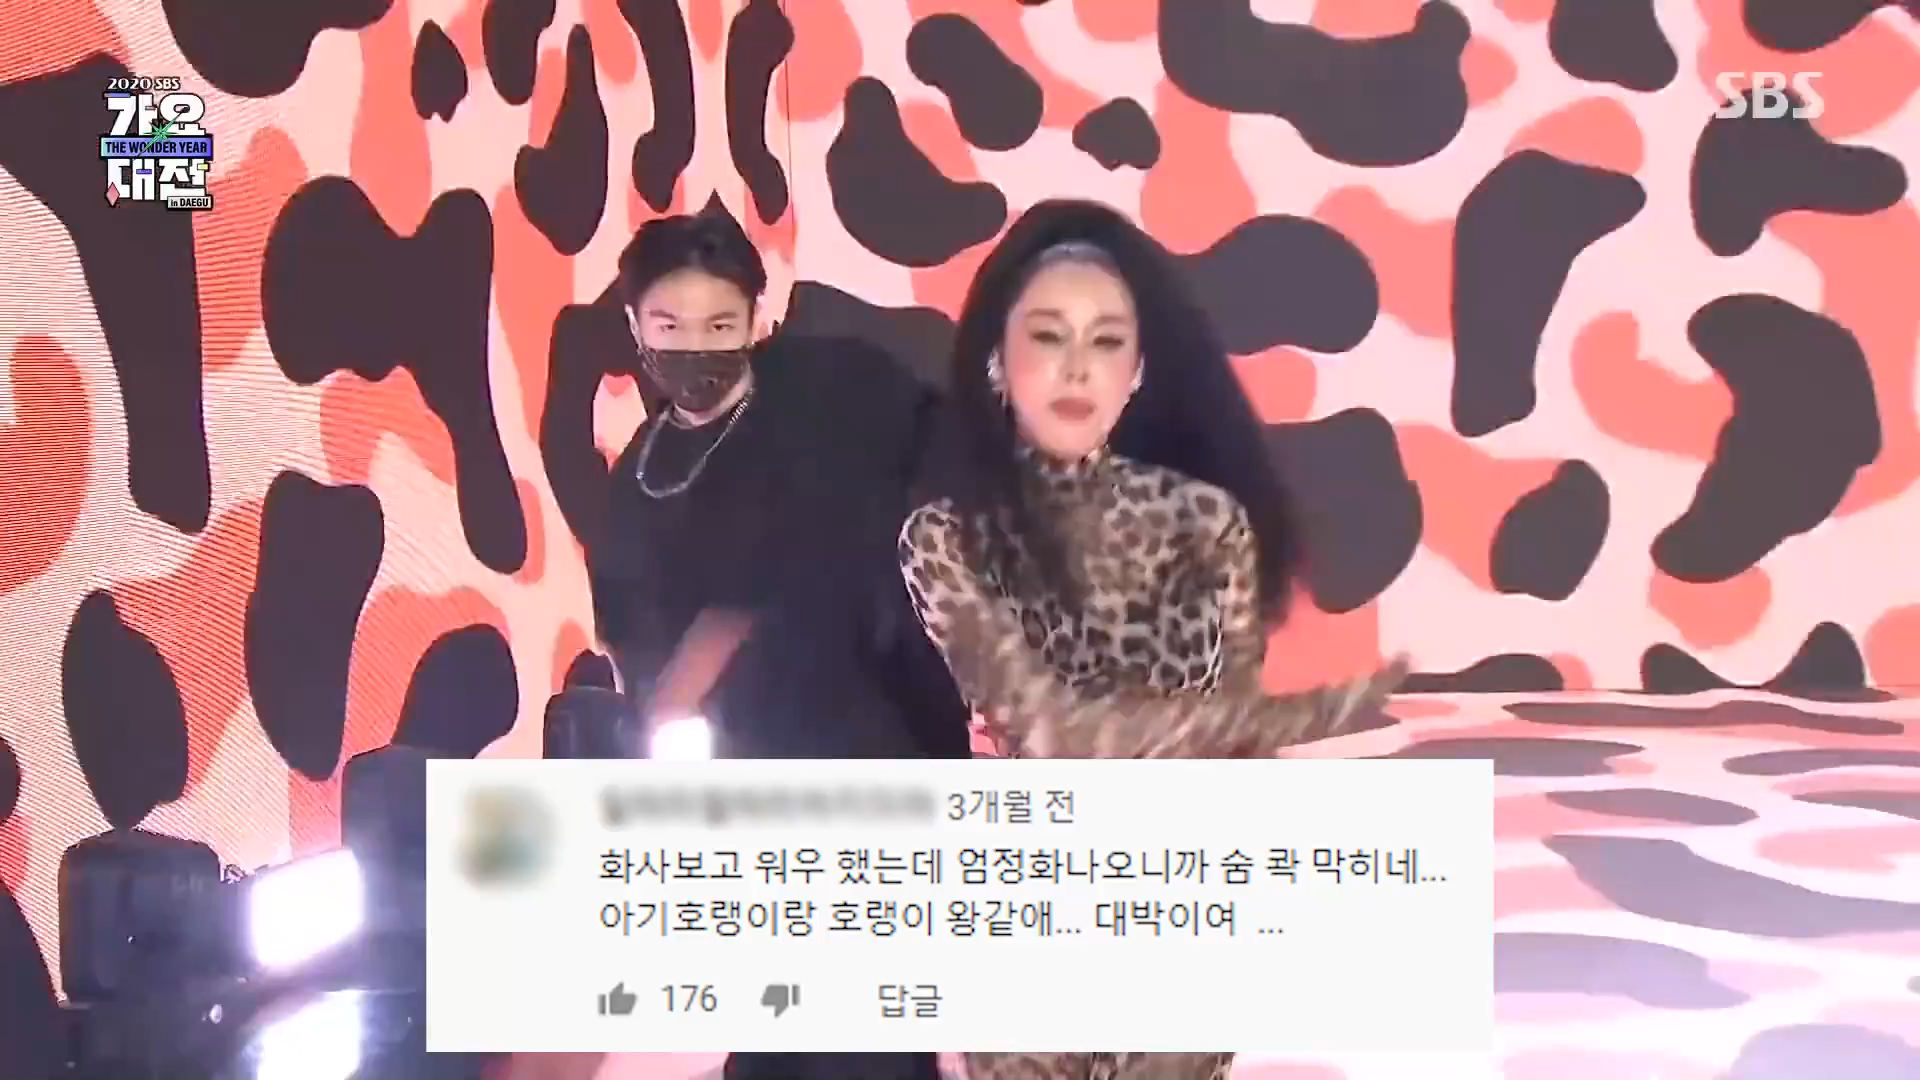 2020 SBS
가요
THE WONDER YEAR
대전
in DAEGU
SBS
3개월 전
화사보고 워우 했는데 엄정화나오니까 숨 콱 막히네...
아기호랭이랑 호랭이 왕같애... 대박이여 ...
176
답글